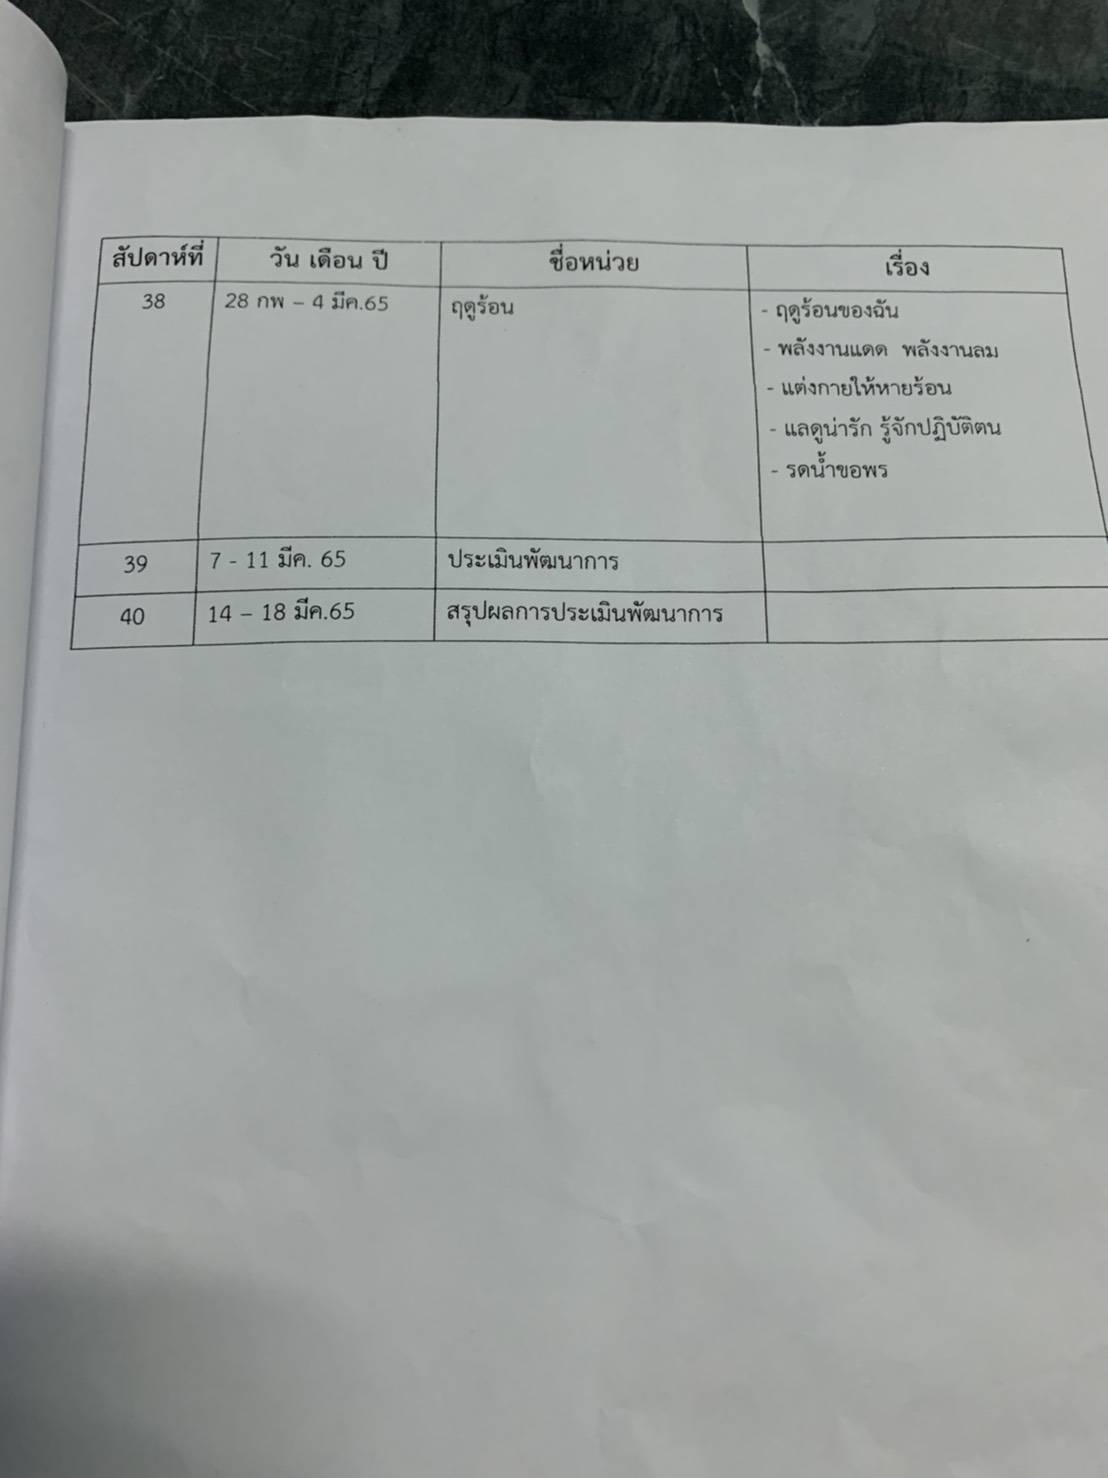 สัปดาห์ที่ วัน เดือน ปี ชื่อหน่วย เรื่อง
38 28 กพ – 4 มีค.65 ฤดูร้อน - ฤดูร้อนของฉัน
- พลังงานแดด พลังงานลม
- แต่งกายให้หายร้อน
- แลดูน่ารัก รู้จักปฏิบัติตน
- รดน้ำขอพร
39 7 - 11 มีค. 65 ประเมินพัฒนาการ
40 14 – 18 มีค.65 สรุปผลการประเมินพัฒนาการ